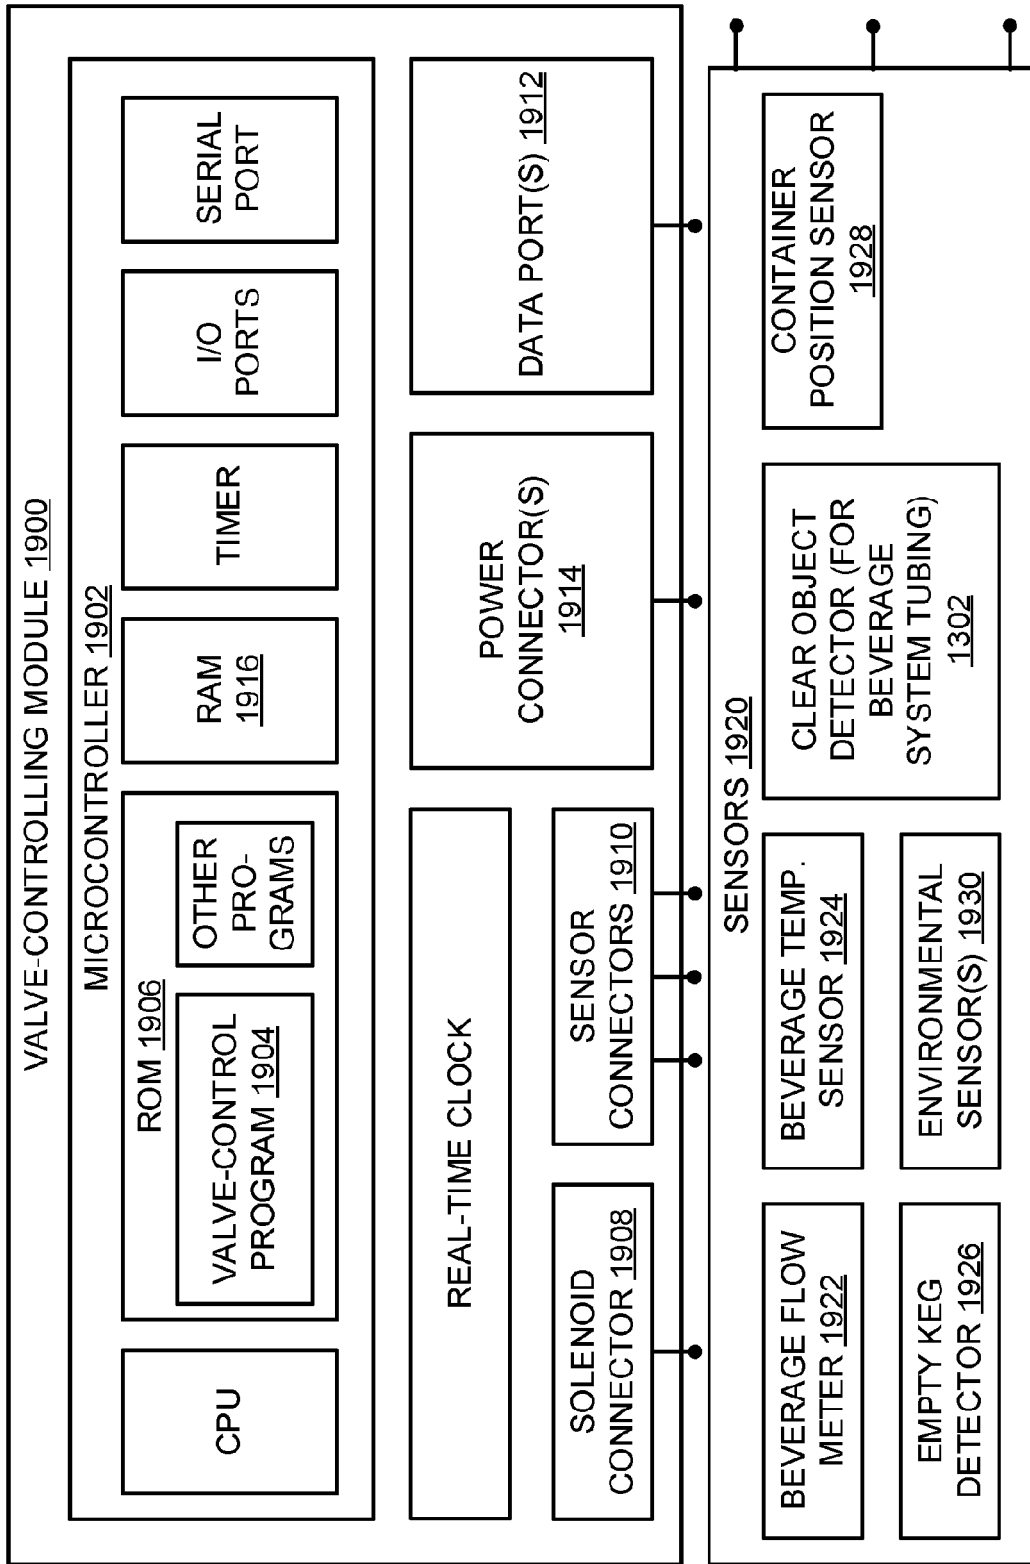 VALVE-CONTROLLING MODULE 1900
MICROCONTROLLER 1902
CPU
ROM 1906
VALVE-CONTROL
PROGRAM 1904
OTHER
PRO-
GRAMS
RAM
1916
TIMER
I/O
PORTS
SERIAL
PORT
REAL-TIME CLOCK
SOLENOID
CONNECTOR 1908
SENSOR
CONNECTORS 1910
POWER
CONNECTOR(S)
1914
DATA PORT(S) 1912
SENSORS 1920
BEVERAGE FLOW
METER 1922
BEVERAGE TEMP.
SENSOR 1924
EMPTY KEG
DETECTOR 1926
ENVIRONMENTAL
SENSOR(S) 1930
CLEAR OBJECT
DETECTOR (FOR
BEVERAGE
SYSTEM TUBING)
1302
CONTAINER
POSITION SENSOR
1928